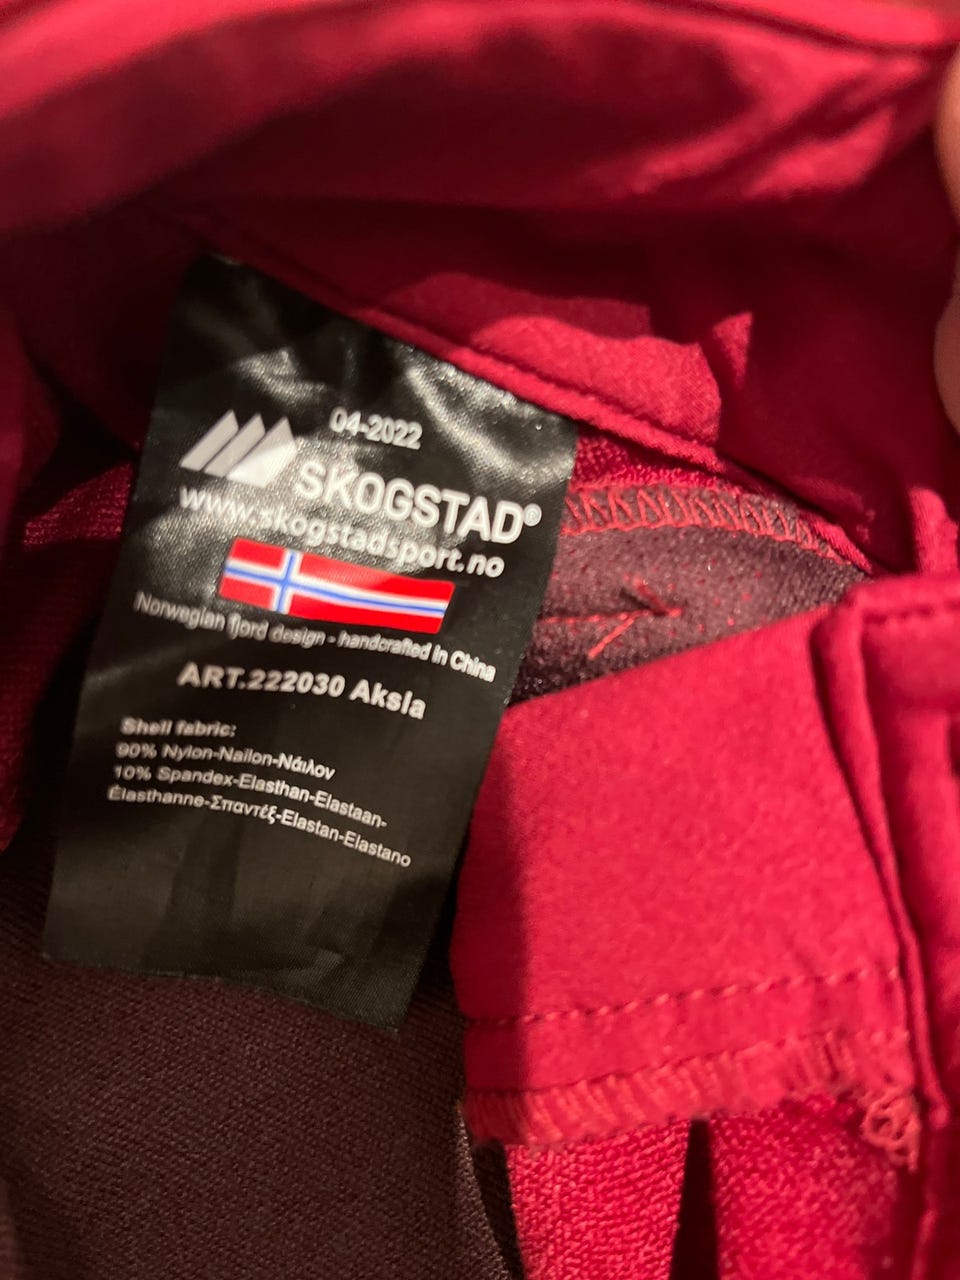 04-2022
SKOGSTAD®
www.skogstadsport.no
Norwegian fjord design - handcrafted in China
ART.222030 Aksla
Shell fabric:
90% Nylon-Nailon-Νάιλον
10% Spandex-Elasthan-Elastaan-
Élasthanne-Σπαντέξ-Elastan-Elastano